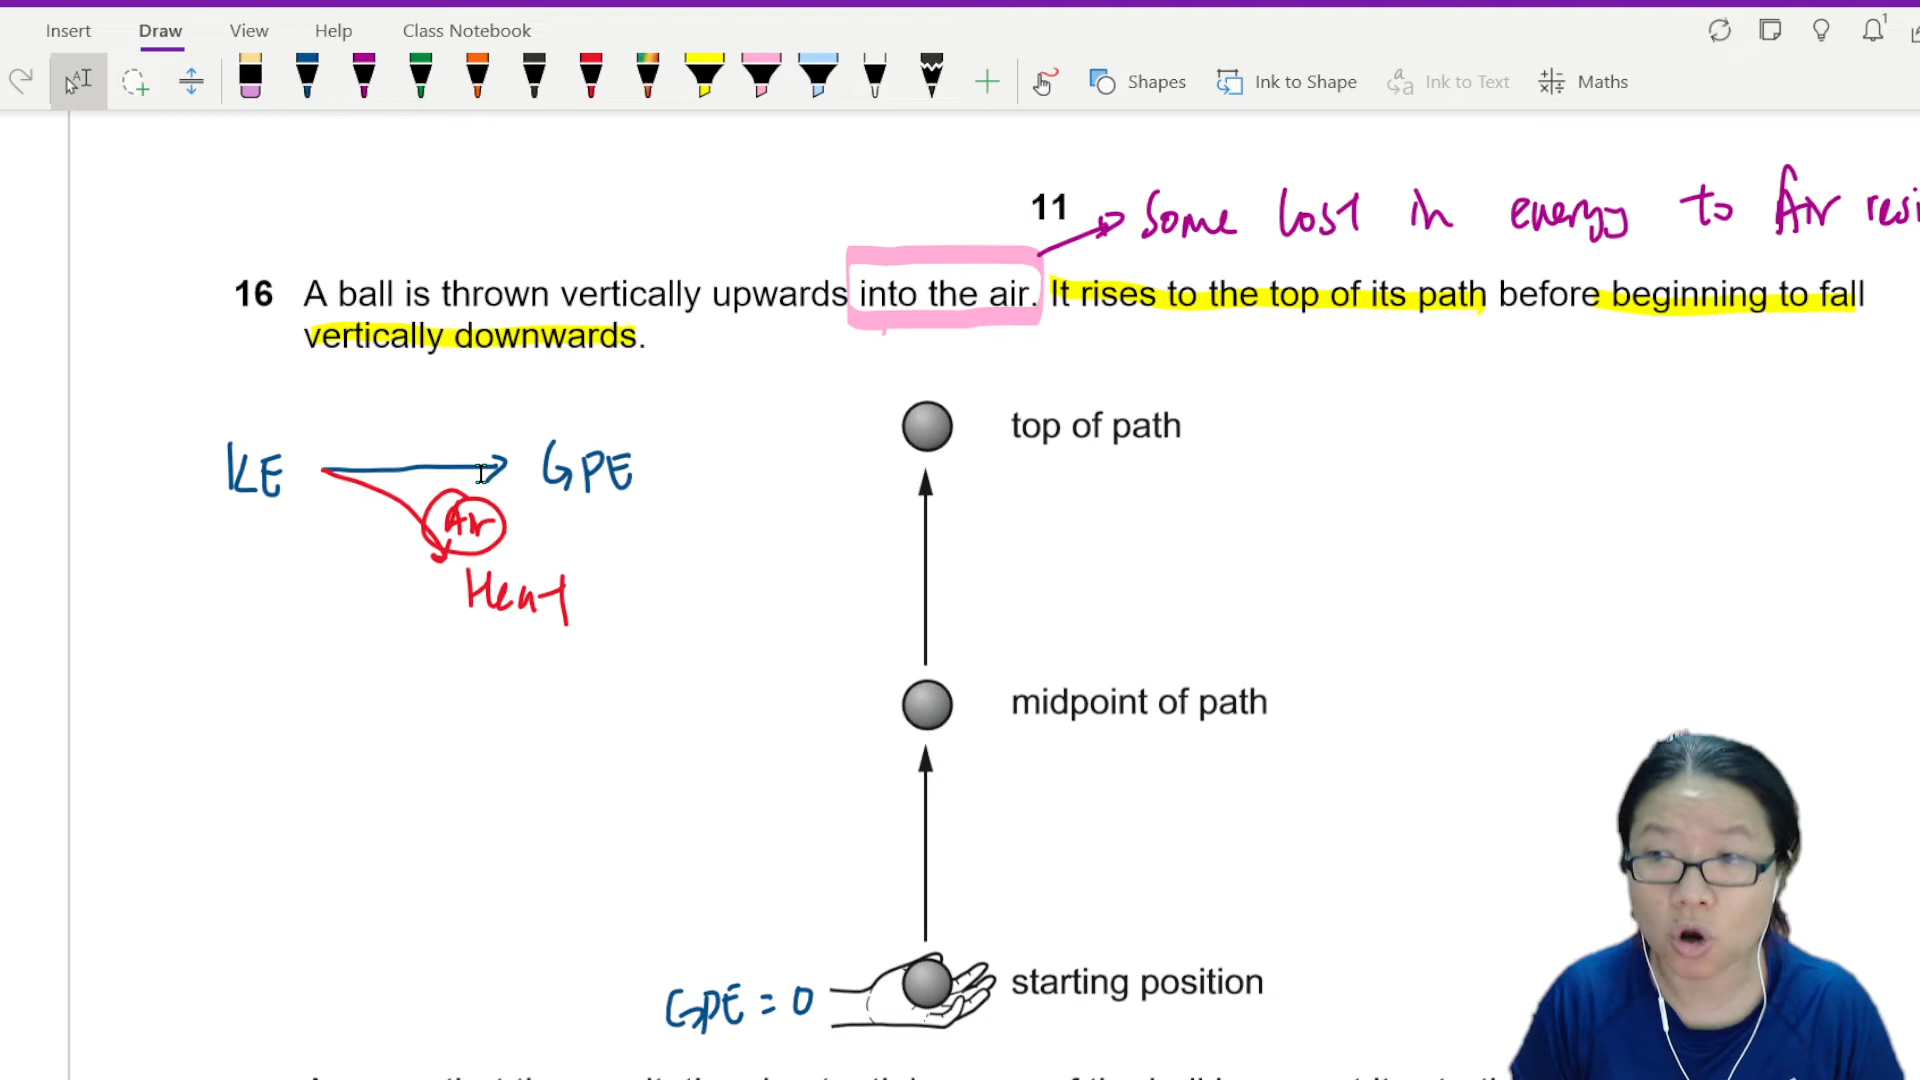 Insert Draw View Help Class Notebook
1
Shapes Ink to Shape Ink to Text Maths
11
Some lost in energy to Air resi
16 A ball is thrown vertically upwards into the air. It rises to the top of its path before beginning to fall
vertically downwards.
top of path
KE GPE
Air
Heat
midpoint of path
starting position
GPE = 0